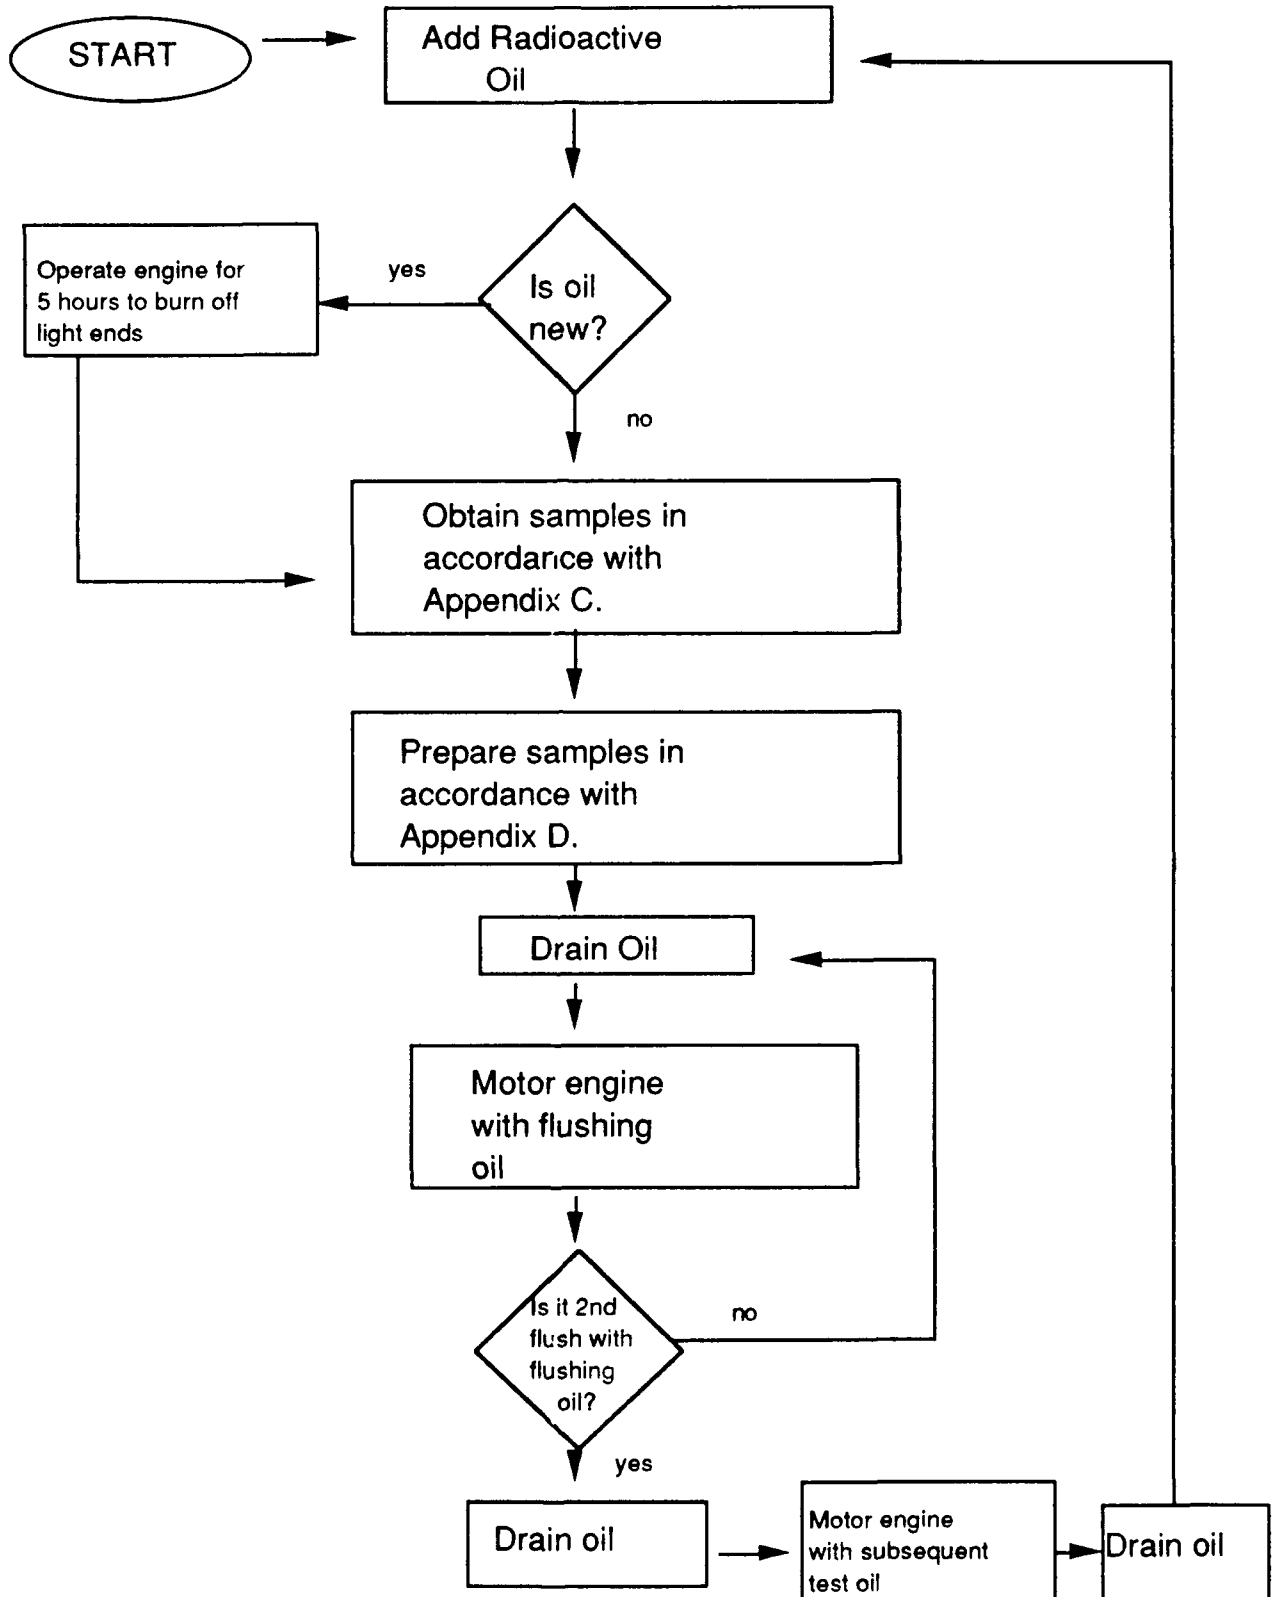 START
Add Radioactive
Oil
Is oil
new?
yes
Operate engine for
5 hours to burn off
light ends
no
Obtain samples in
accordance with
Appendix C.
Prepare samples in
accordance with
Appendix D.
Drain Oil
Motor engine
with flushing
oil
Is it 2nd
flush with
flushing
oil?
no
yes
Drain oil
Motor engine
with subsequent
test oil
Drain oil